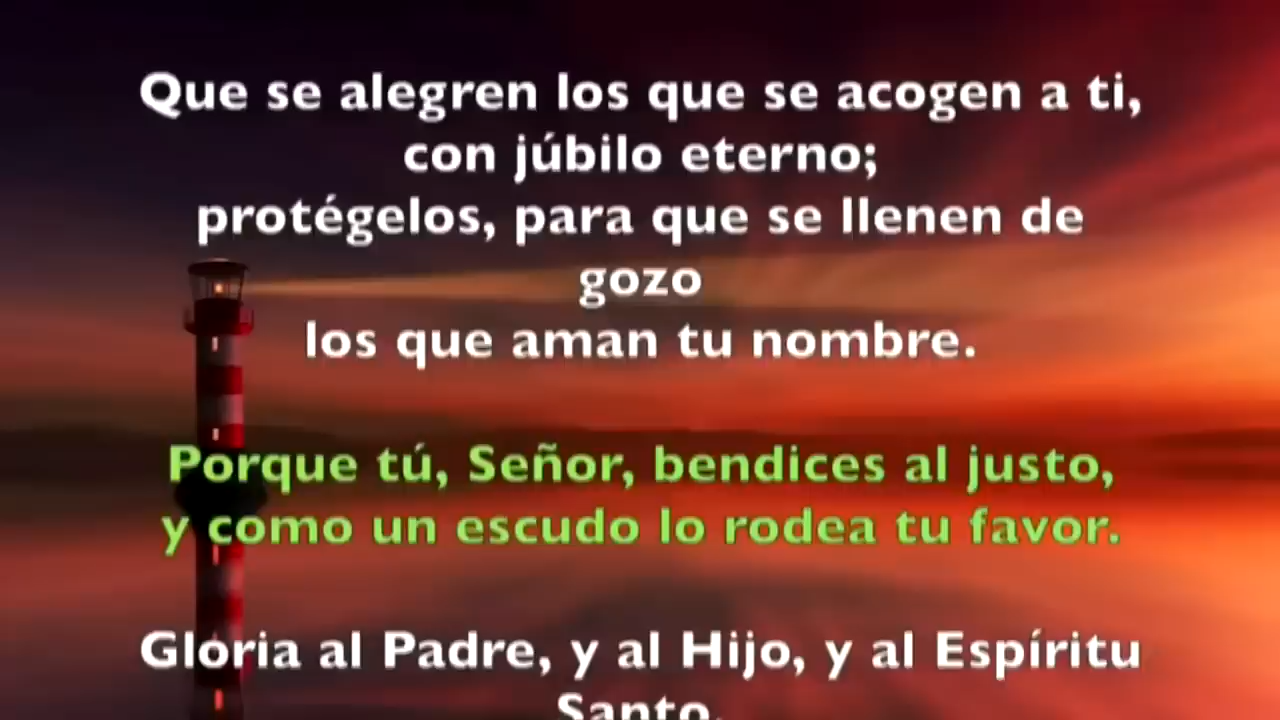 Que se alegren los que se acogen a ti,
con júbilo eterno;
protégelos, para que se llenen de
gozo
los que aman tu nombre.
Porque tú, Señor, bendices al justo,
y como un escudo lo rodea tu favor.
Gloria al Padre, y al Hijo, y al Espíritu
Santo.